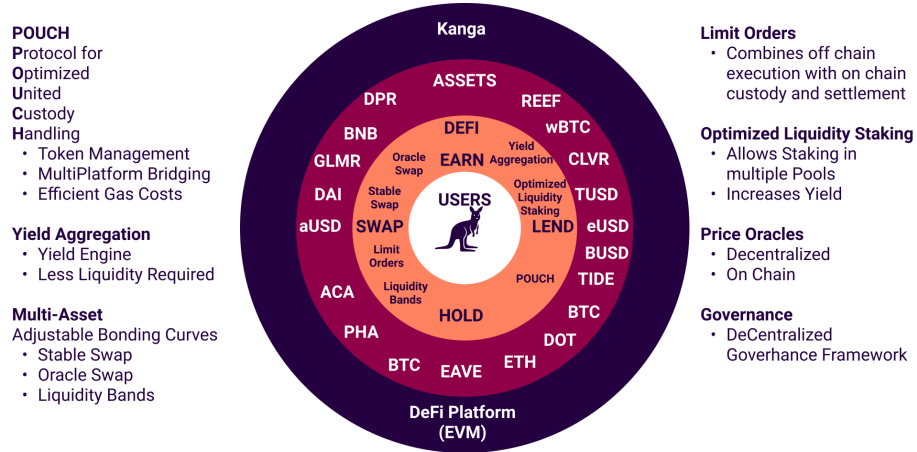 POUCH
Protocol for
Optimized
United
Custody
Handling
• Token Management
• MultiPlatform Bridging
• Efficient Gas Costs
Yield Aggregation
• Yield Engine
• Less Liquidity Required
Multi-Asset
Adjustable Bonding Curves
• Stable Swap
• Oracle Swap
• Liquidity Bands
Kanga
ASSETS
DPR
REEF
BNB
wBTC
GLMR
CLVR
DAI
TUSD
aUSD
eUSD
BUSD
TIDE
ACA
BTC
PHA
DOT
BTC
EAVE
ETH
DEFI
EARN
Oracle
Swap
Yield
Aggregation
Stable
Swap
Optimized
Liquidity
Staking
USERS
SWAP
LEND
Limit
Orders
POUCH
Liquidity
Bands
HOLD
DeFi Platform
(EVM)
Limit Orders
• Combines off chain
execution with on chain
custody and settlement
Optimized Liquidity Staking
• Allows Staking in
multiple Pools
• Increases Yield
Price Oracles
• Decentralized
• On Chain
Governance
• DeCentralized
Goverhance Framework